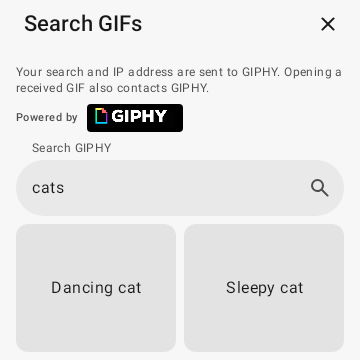 Search GIFs
Your search and IP address are sent to GIPHY. Opening a
received GIF also contacts GIPHY.
Powered by GIPHY
Search GIPHY
cats
Dancing cat
Sleepy cat